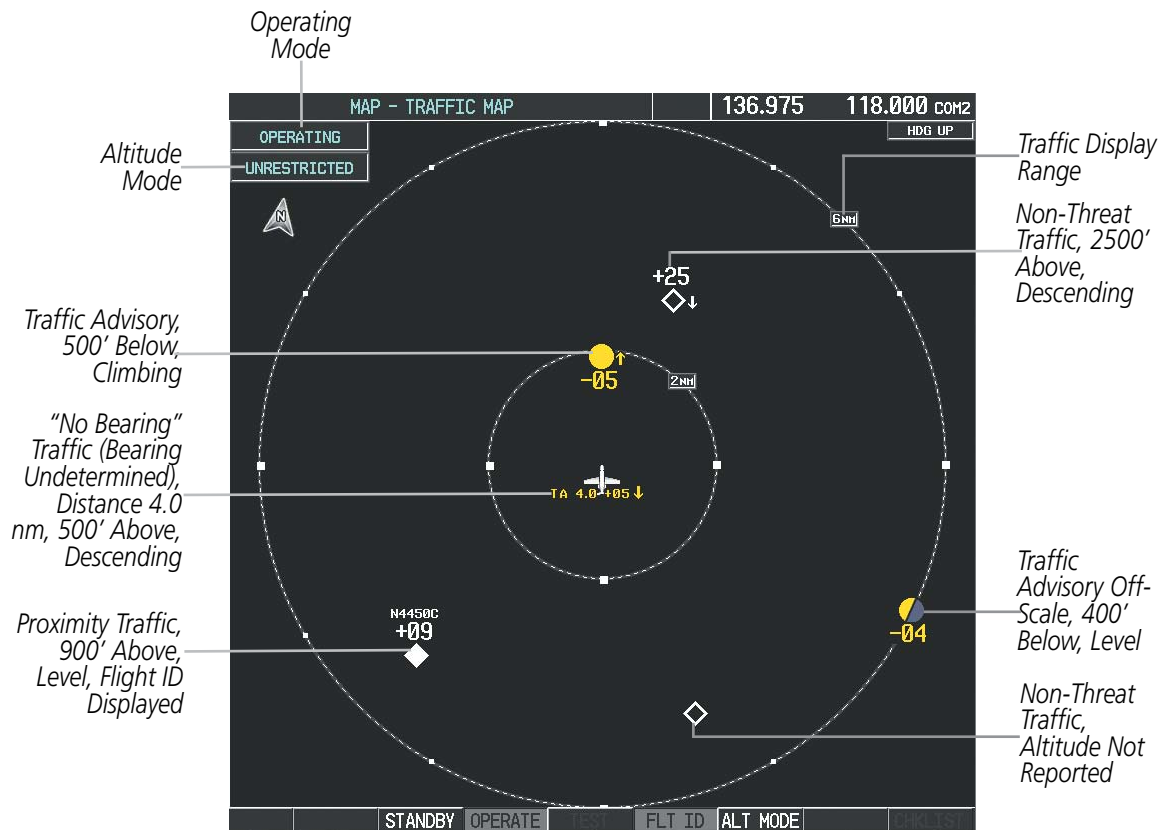 Operating
Mode
MAP - TRAFFIC MAP
136.975
118.000 COM2
OPERATING
HDG UP
UNRESTRICTED
Altitude
Mode
N
Traffic Display
Range
6NM
Non-Threat
Traffic, 2500’
Above,
Descending
+25
Traffic Advisory,
500’ Below,
Climbing
-05
2NM
“No Bearing”
Traffic (Bearing
Undetermined),
Distance 4.0
nm, 500’ Above,
Descending
TA 4.0 +05
Traffic
Advisory Off-
Scale, 400’
Below, Level
-04
Proximity Traffic,
900’ Above,
Level, Flight ID
Displayed
N4450C
+09
Non-Threat
Traffic,
Altitude Not
Reported
STANDBY
OPERATE
TEST
FLT ID
ALT MODE
CHKLIST